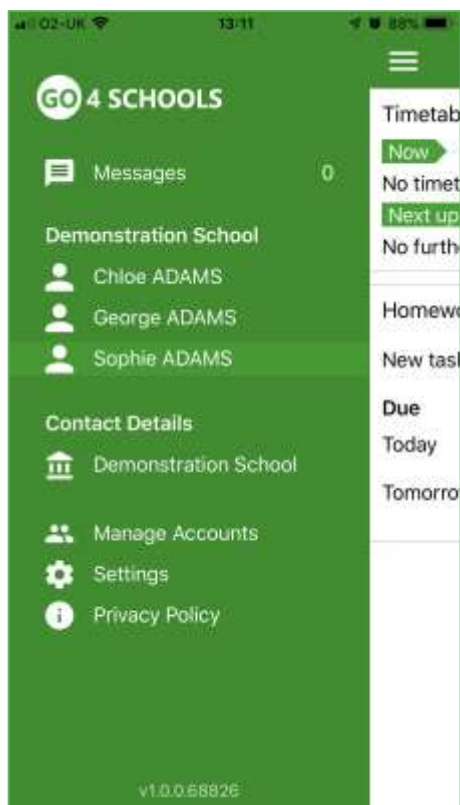 O2-UK 13:11 88%
GO 4 SCHOOLS
Messages 0
Demonstration School
Chloe ADAMS
George ADAMS
Sophie ADAMS
Contact Details
Demonstration School
Manage Accounts
Settings
Privacy Policy
v1.0.0.68826
Timetab
Now
No timet
Next up
No furth
Homewo
New task
Due
Today
Tomorro